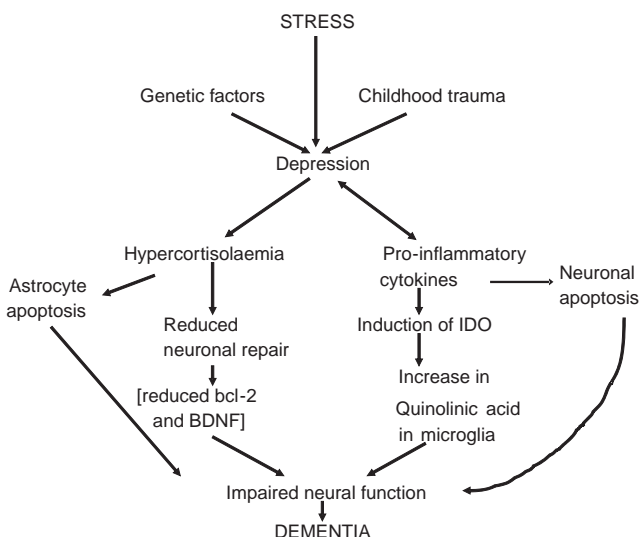 STRESS
Genetic factors
Childhood trauma
Depression
Hypercortisolaemia
Pro-inflammatory
cytokines
Astrocyte
apoptosis
Neuronal
apoptosis
Reduced
neuronal repair
Induction of IDO
[reduced bcl-2
and BDNF]
Increase in
Quinolinic acid
in microglia
Impaired neural function
DEMENTIA